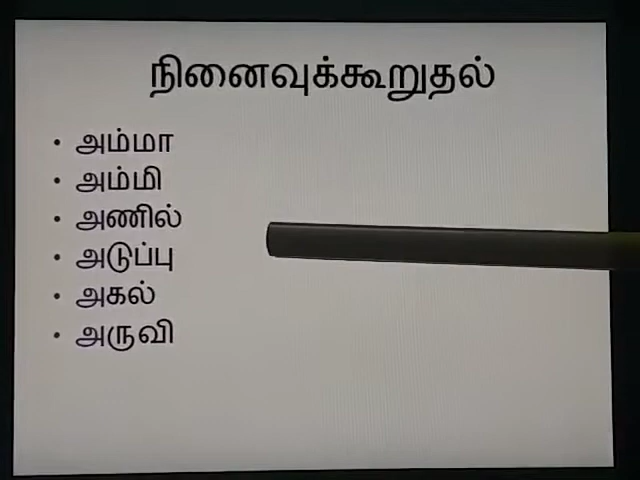 நினைவுக்கூறுதல்
• அம்மா
• அம்மி
• அணில்
• அடுப்பு
• அகல்
• அருவி